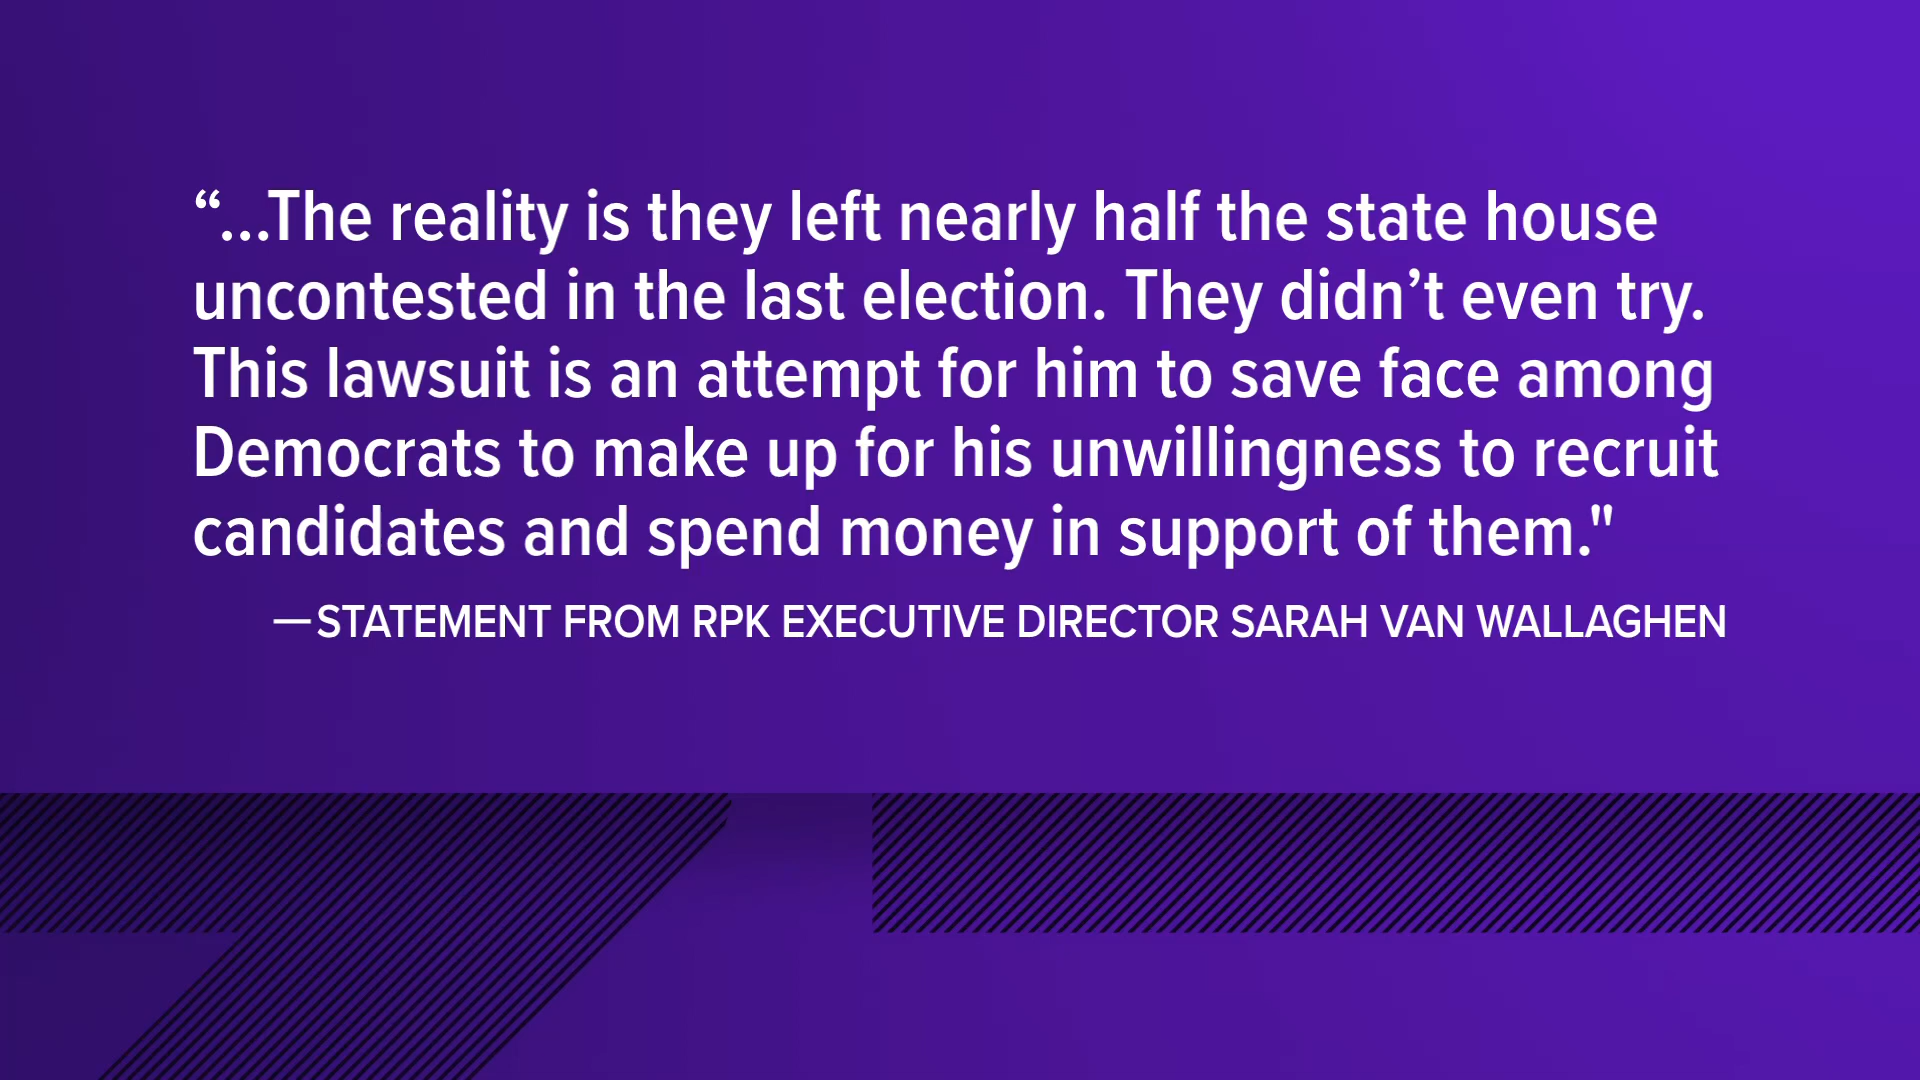 “...The reality is they left nearly half the state house
uncontested in the last election. They didn’t even try.
This lawsuit is an attempt for him to save face among
Democrats to make up for his unwillingness to recruit
candidates and spend money in support of them."
—STATEMENT FROM RPK EXECUTIVE DIRECTOR SARAH VAN WALLAGHEN